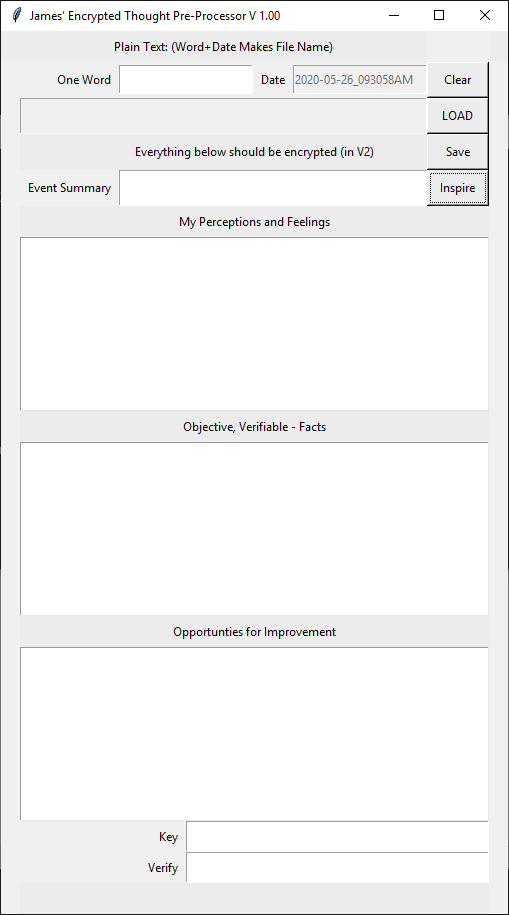 James' Encrypted Thought Pre-Processor V 1.00
Plain Text: (Word+Date Makes File Name)
One Word Date 2020-05-26_093058AM Clear
LOAD
Everything below should be encrypted (in V2) Save
Event Summary Inspire
My Perceptions and Feelings
Objective, Verifiable - Facts
Opportunties for Improvement
Key
Verify